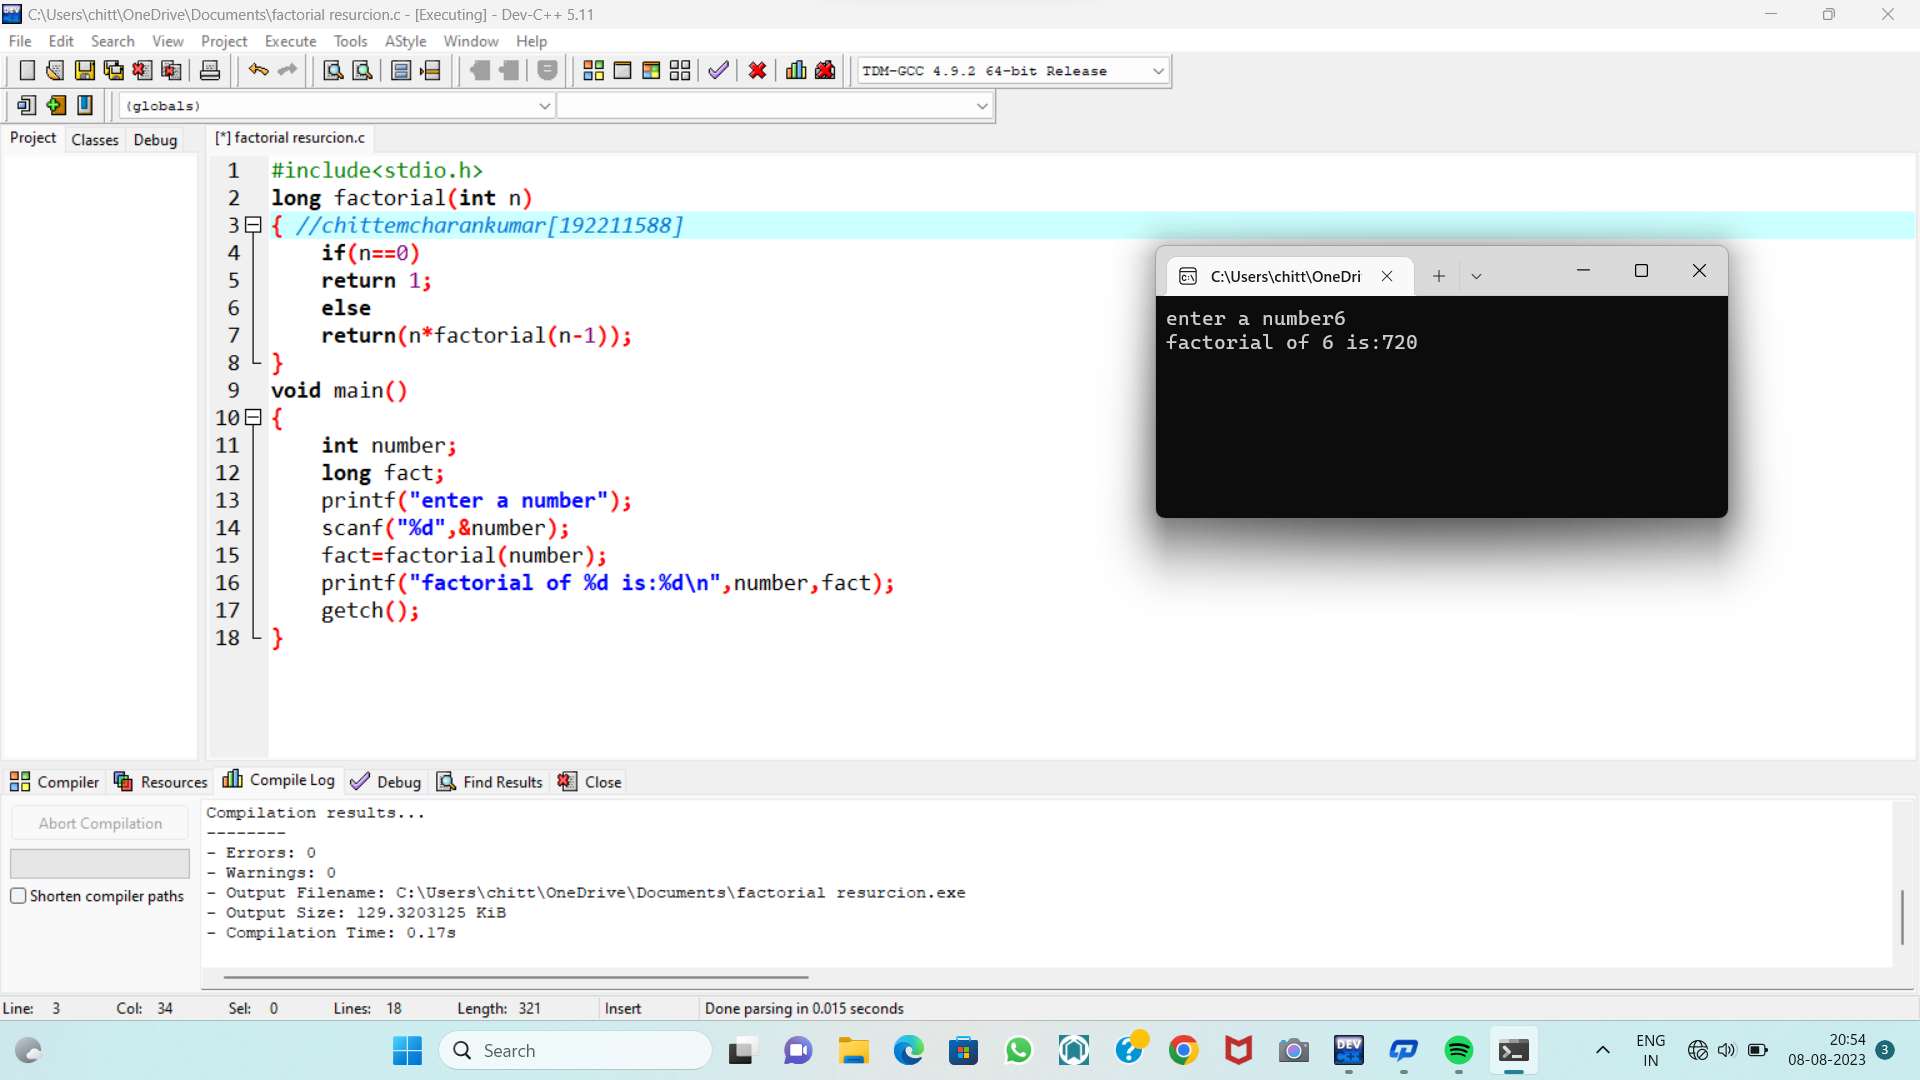 C:\Users\chitt\OneDrive\Documents\factorial resurcion.c - [Executing] - Dev-C++ 5.11
File Edit Search View Project Execute Tools AStyle Window Help
TDM-GCC 4.9.2 64-bit Release
(globals)
Project Classes Debug
[*] factorial resurcion.c
1 #include<stdio.h>
2 long factorial(int n)
3 { //chittemcharankumar[192211588]
4 if(n==0)
5 return 1;
6 else
7 return(n*factorial(n-1));
8 }
9 void main()
10 {
11 int number;
12 long fact;
13 printf("enter a number");
14 scanf("%d",&number);
15 fact=factorial(number);
16 printf("factorial of %d is:%d\n",number,fact);
17 getch();
18 }
C:\Users\chitt\OneDri
enter a number6
factorial of 6 is:720
Compiler Resources Compile Log Debug Find Results Close
Abort Compilation
Shorten compiler paths
Compilation results...
--------
- Errors: 0
- Warnings: 0
- Output Filename: C:\Users\chitt\OneDrive\Documents\factorial resurcion.exe
- Output Size: 129.3203125 KiB
- Compilation Time: 0.17s
Line: 3 Col: 34 Sel: 0 Lines: 18 Length: 321 Insert Done parsing in 0.015 seconds
Search
DEV C++
ENG
IN
20:54
08-08-2023
3